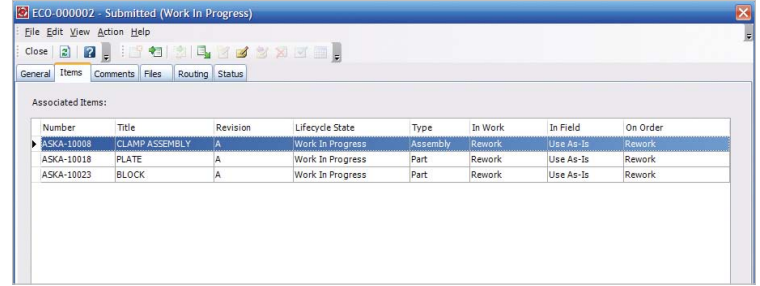 ECO-000002 - Submitted (Work In Progress)
File Edit View Action Help
Close
General Items Comments Files Routing Status
Associated Items:
Number Title Revision Lifecycle State Type In Work In Field On Order
ASKA-10008 CLAMP ASSEMBLY A Work In Progress Assembly Rework Use As-Is Rework
ASKA-10018 PLATE A Work In Progress Part Rework Use As-Is Rework
ASKA-10023 BLOCK A Work In Progress Part Rework Use As-Is Rework